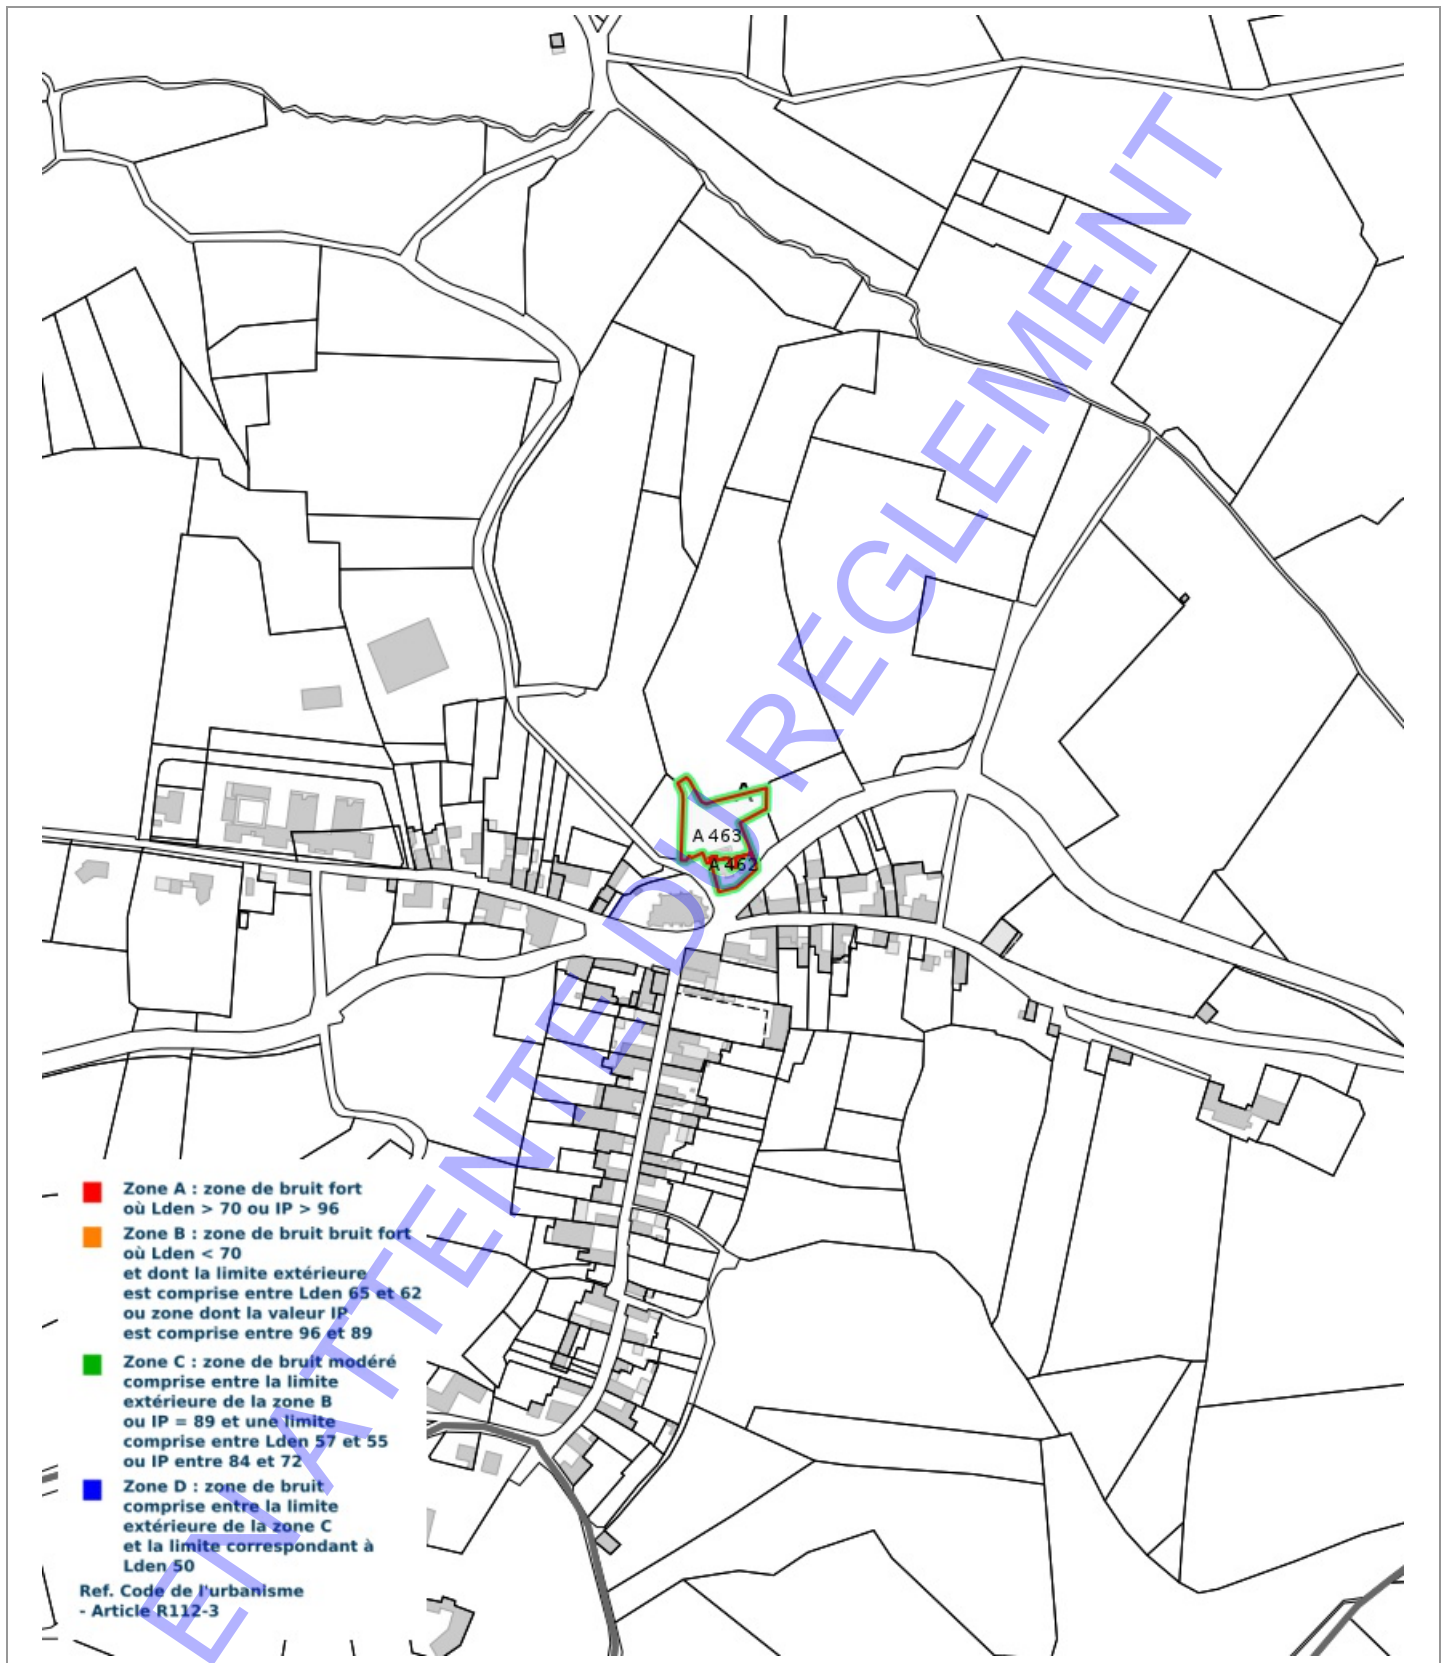 EN ATTENTE DU REGLEMENT
A
A 463
A 462
Zone A : zone de bruit fort
où Lden > 70 ou IP > 96
Zone B : zone de bruit bruit fort
où Lden < 70
et dont la limite extérieure
est comprise entre Lden 65 et 62
ou zone dont la valeur IP
est comprise entre 96 et 89
Zone C : zone de bruit modéré
comprise entre la limite
extérieure de la zone B
ou IP = 89 et une limite
comprise entre Lden 57 et 55
ou IP entre 84 et 72
Zone D : zone de bruit
comprise entre la limite
extérieure de la zone C
et la limite correspondant à
Lden 50
Ref. Code de l'urbanisme
- Article R112-3